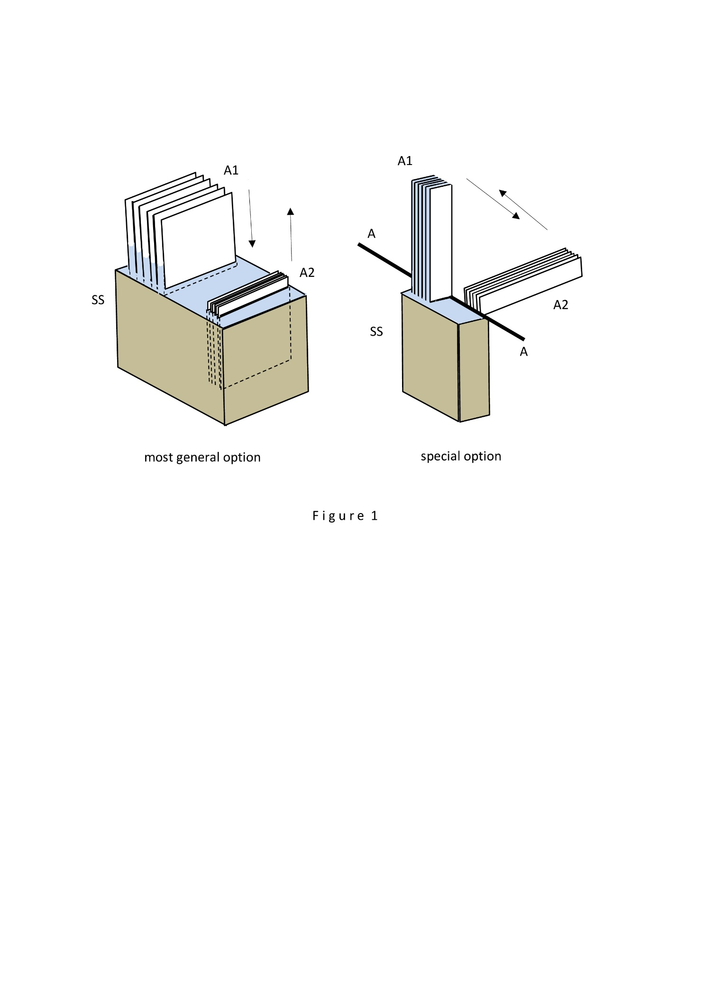 A1
A2
SS
most general option
A1
A
A2
SS
A
special option
F i g u r e  1